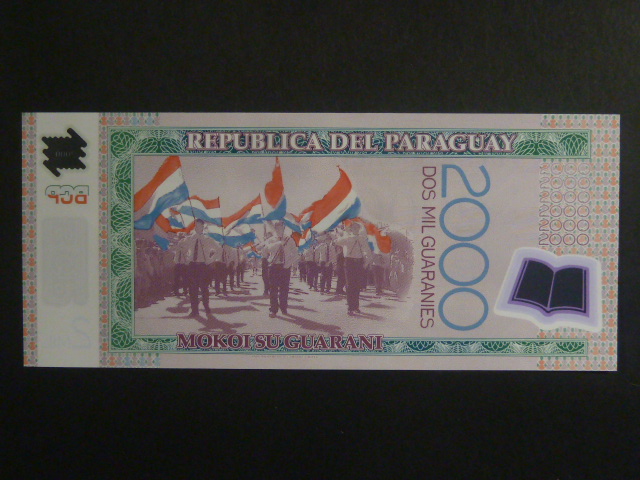 REPUBLICA DEL PARAGUAY
2000
DOS MIL GUARANIES
MOKOI SU GUARANI
BCP